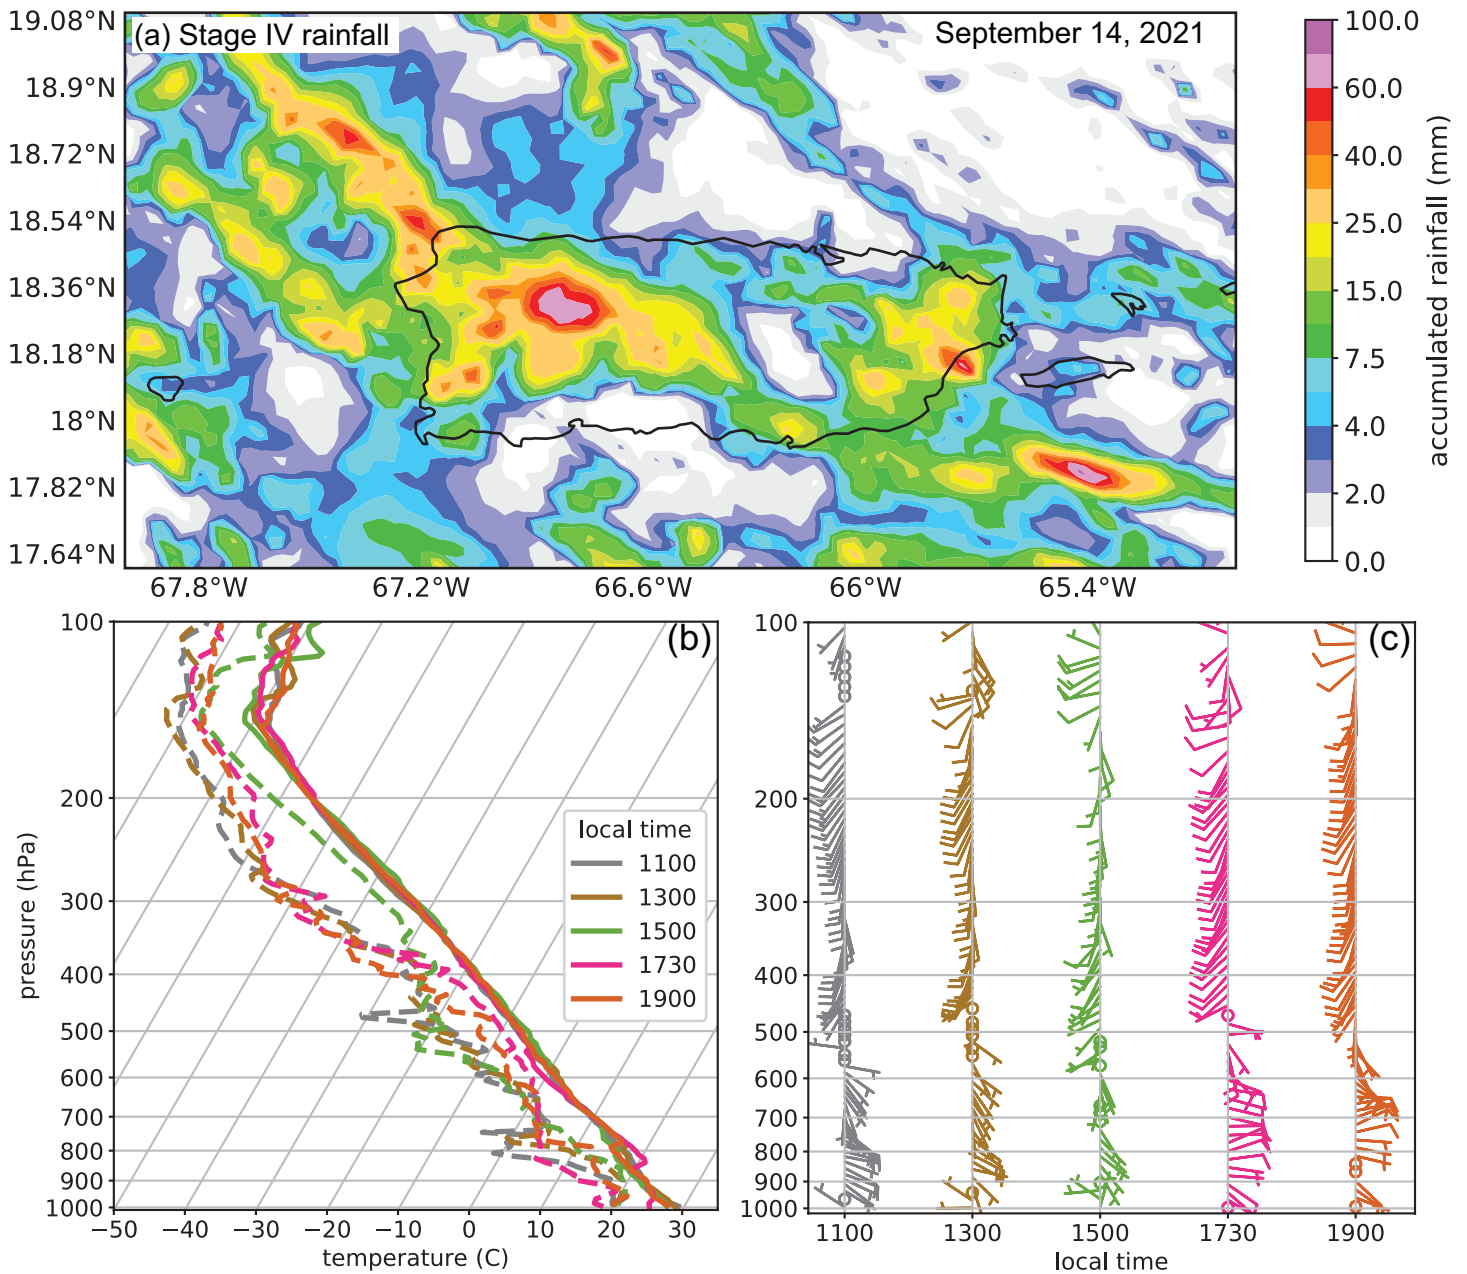 (a) Stage IV rainfall
September 14, 2021
19.08°N
18.9°N
18.72°N
18.54°N
18.36°N
18.18°N
18°N
17.82°N
17.64°N
67.8°W
67.2°W
66.6°W
66°W
65.4°W
100.0
60.0
40.0
25.0
15.0
7.5
4.0
2.0
0.0
accumulated rainfall (mm)
(b)
100
200
300
400
500
600
700
800
900
1000
pressure (hPa)
−50
−40
−30
−20
−10
0
10
20
30
temperature (C)
local time
1100
1300
1500
1730
1900
(c)
100
200
300
400
500
600
700
800
900
1000
1100
1300
1500
1730
1900
local time